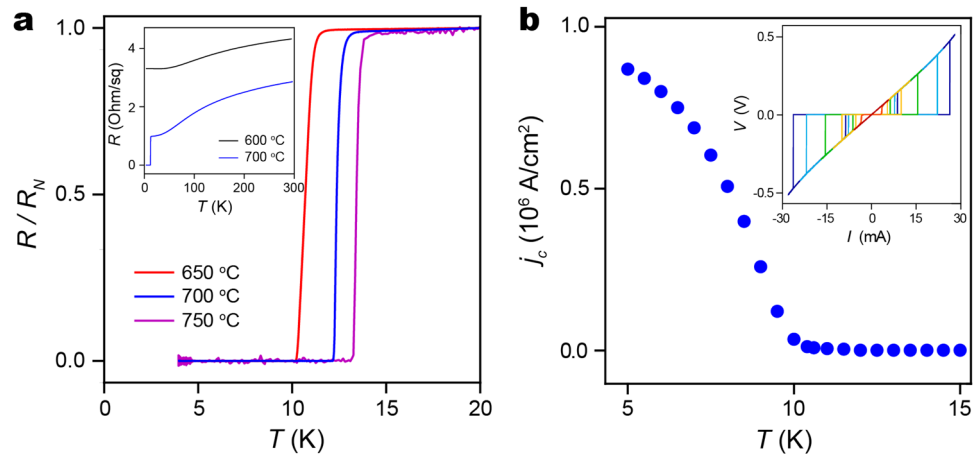 a
1.0
0.5
0.0
R / R_N
0
5
10
15
20
T (K)
650 °C
700 °C
750 °C
4
2
0
R (Ohm/sq)
0
100
200
300
T (K)
600 °C
700 °C
b
1.0
0.5
0.0
j_c (10^6 A/cm^2)
5
10
15
T (K)
0.5
0.0
-0.5
V (V)
-30
-15
0
15
30
I (mA)